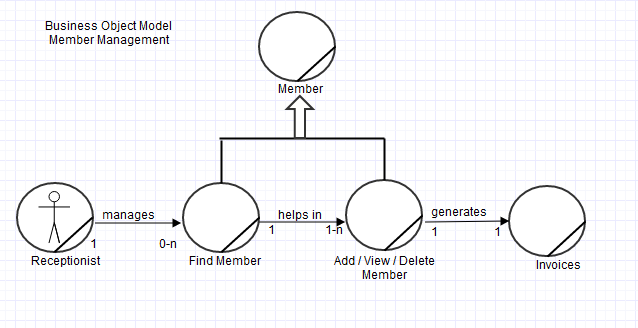 Business Object Model
Member Management
Member
manages
helps in
generates
1
0-n
1
1-n
1
1
Receptionist
Find Member
Add / View / Delete
Member
Invoices